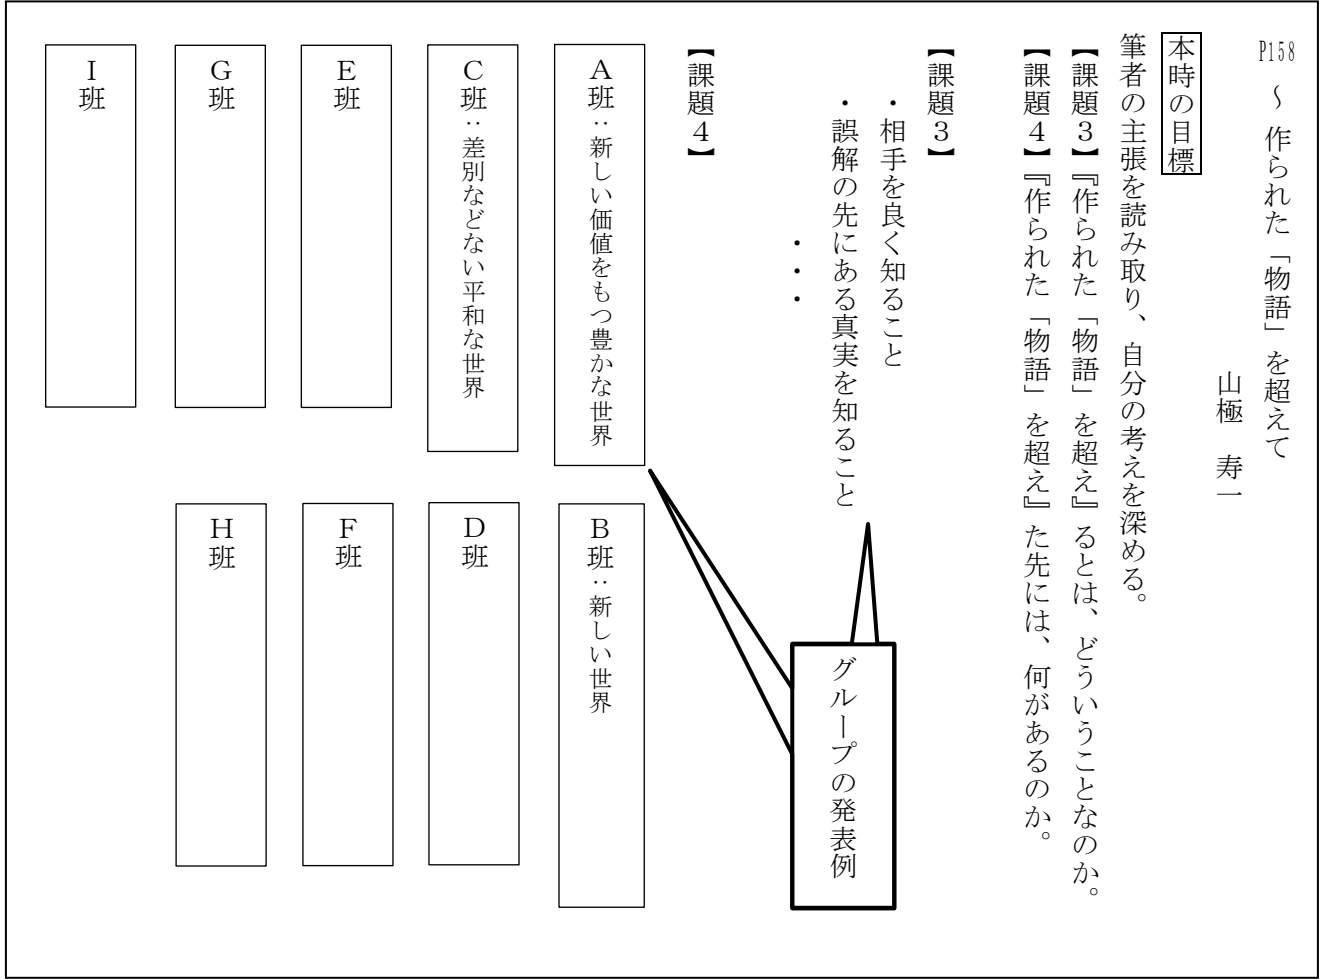 P158 ~ 作られた「物語」を超えて
山極 寿一
本時の目標
筆者の主張を読み取り、自分の考えを深める。
【課題３】『作られた「物語」を超え』るとは、どういうことなのか。
【課題４】『作られた「物語」を超え』た先には、何があるのか。
【課題３】
・相手を良く知ること
・誤解の先にある真実を知ること
・・・
グループの発表例
【課題４】
A班：新しい価値をもつ豊かな世界
B班：新しい世界
C班：差別などない平和な世界
D班
E班
F班
G班
H班
I班